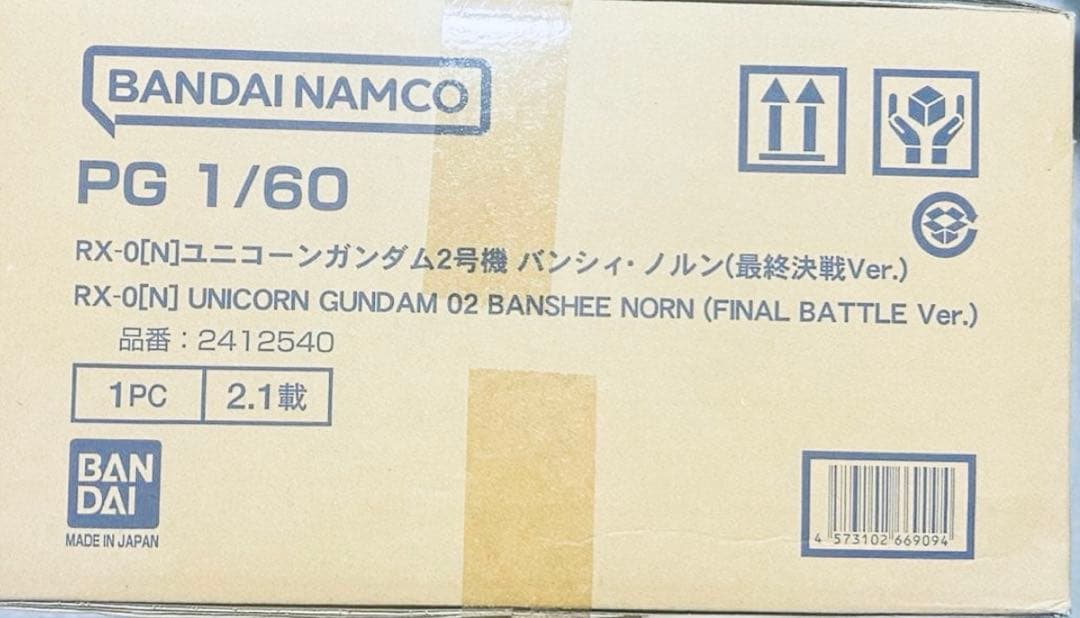 BANDAI NAMCO
PG 1/60
RX-0[N]ユニコーンガンダム2号機 バンシィ・ノルン(最終決戦Ver.)
RX-0[N] UNICORN GUNDAM 02 BANSHEE NORN (FINAL BATTLE Ver.)
品番：2412540
1PC 2.1載
BAN
DAI
MADE IN JAPAN
4 573102 669094